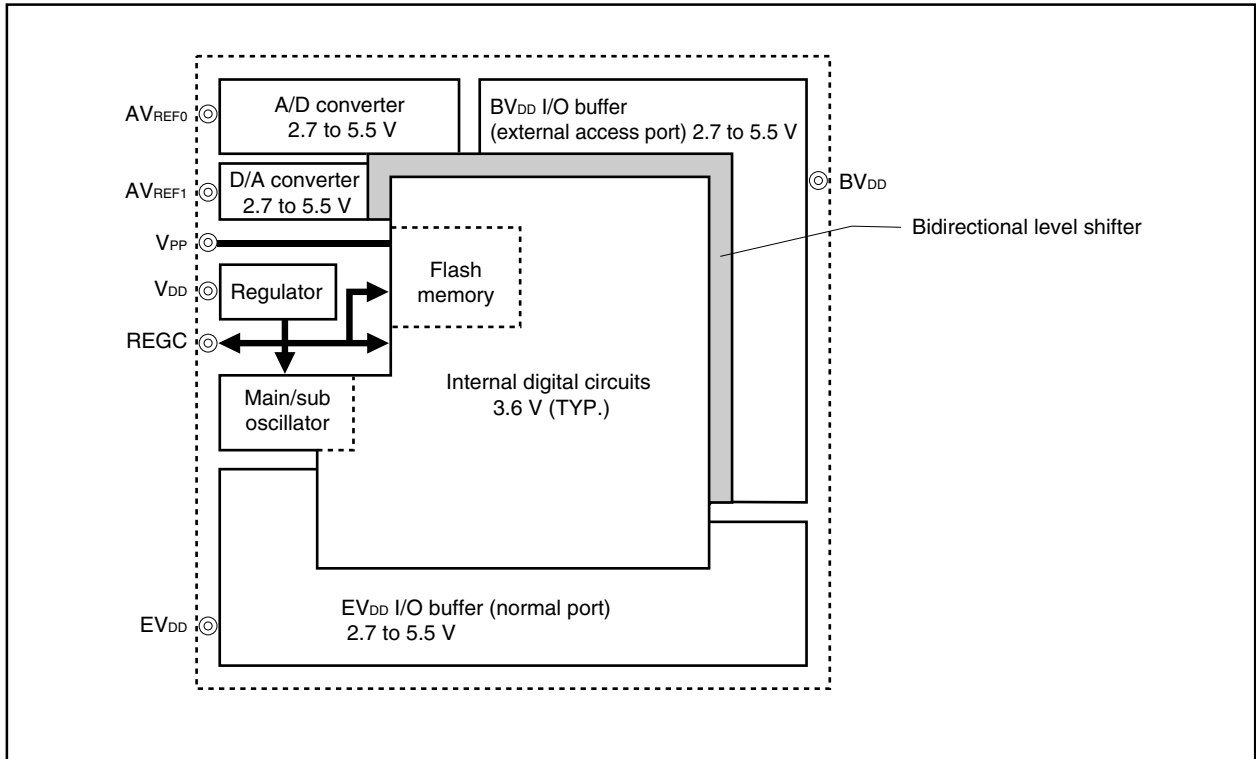 AVREF0
A/D converter
2.7 to 5.5 V
BVDD I/O buffer
(external access port) 2.7 to 5.5 V
AVREF1
D/A converter
2.7 to 5.5 V
BVDD
Bidirectional level shifter
VPP
Flash
memory
VDD
Regulator
REGC
Internal digital circuits
3.6 V (TYP.)
Main/sub
oscillator
EVDD I/O buffer (normal port)
2.7 to 5.5 V
EVDD